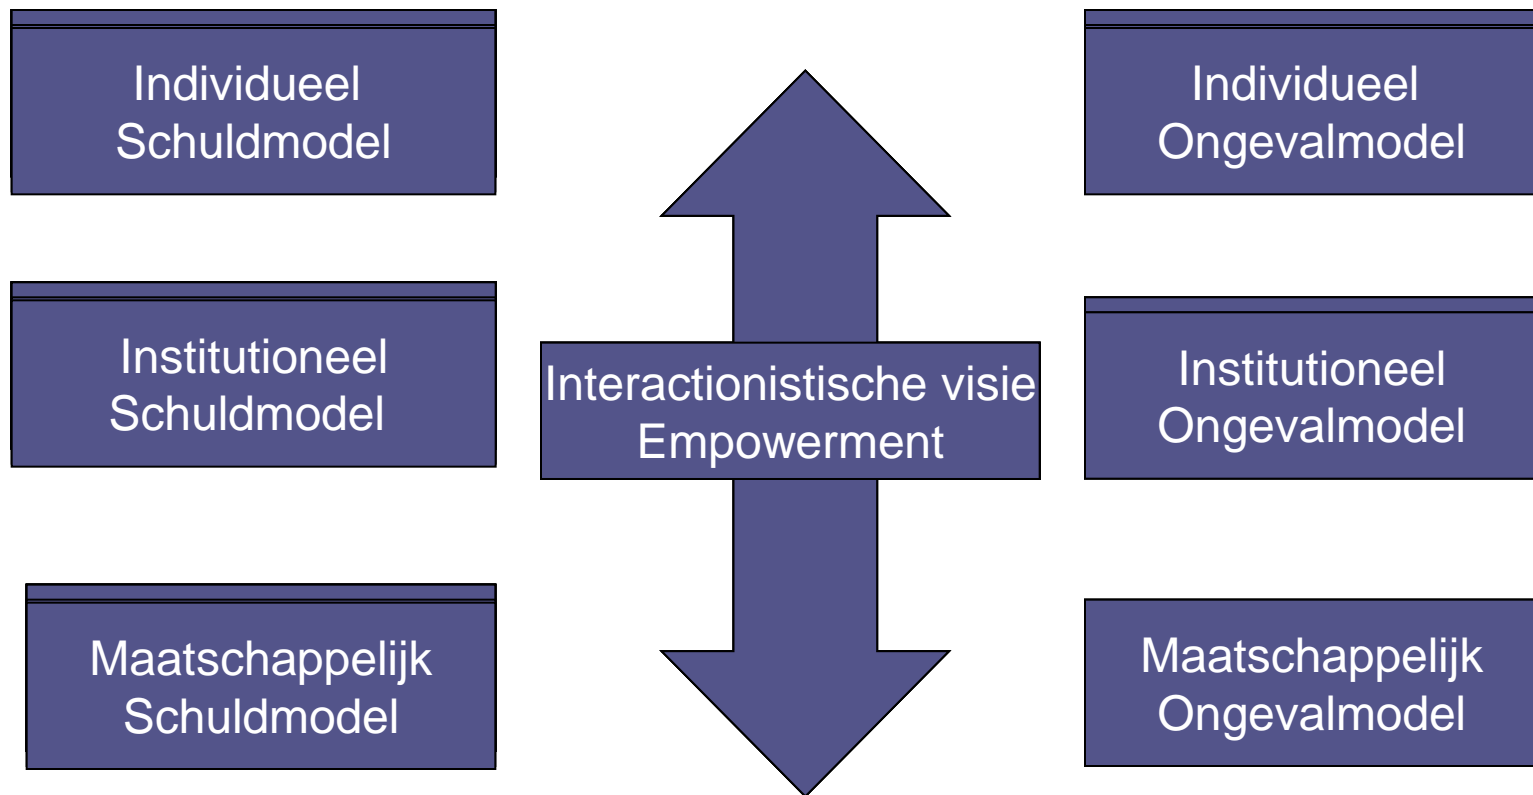 Individueel
Schuldmodel
Individueel
Ongevalmodel
Institutioneel
Schuldmodel
Interactionistische visie
Empowerment
Institutioneel
Ongevalmodel
Maatschappelijk
Schuldmodel
Maatschappelijk
Ongevalmodel